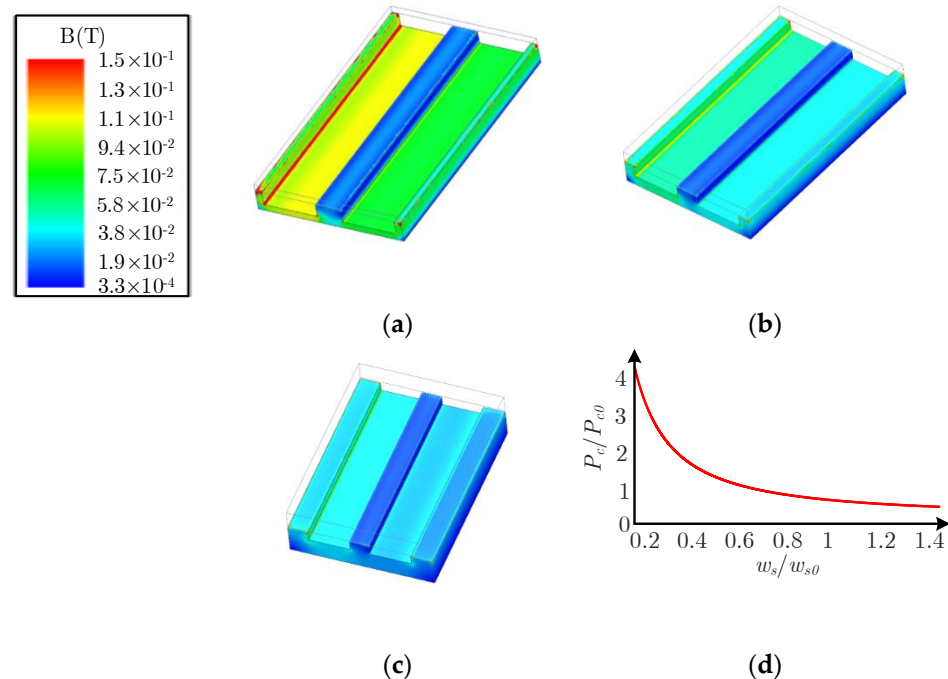 B(T)
1.5×10⁻¹
1.3×10⁻¹
1.1×10⁻¹
9.4×10⁻²
7.5×10⁻²
5.8×10⁻²
3.8×10⁻²
1.9×10⁻²
3.3×10⁻⁴
(a)
(b)
(c)
P_c/P_c0
4
3
2
1
0
0.2 0.4 0.6 0.8 1 1.2 1.4
w_s/w_s0
(d)